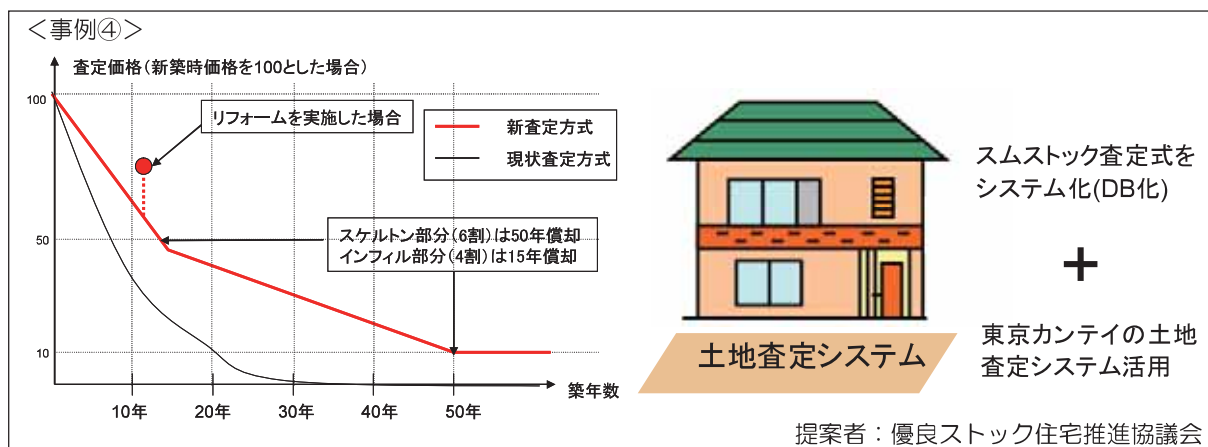 ＜事例④＞
査定価格（新築時価格を100とした場合）
100
50
10
リフォームを実施した場合
新査定方式
現状査定方式
スケルトン部分（6割）は50年償却
インフィル部分（4割）は15年償却
10年
20年
30年
40年
50年
築年数
スムストック査定式を
システム化(DB化)
＋
東京カンテイの土地
査定システム活用
土地査定システム
提案者：優良ストック住宅推進協議会